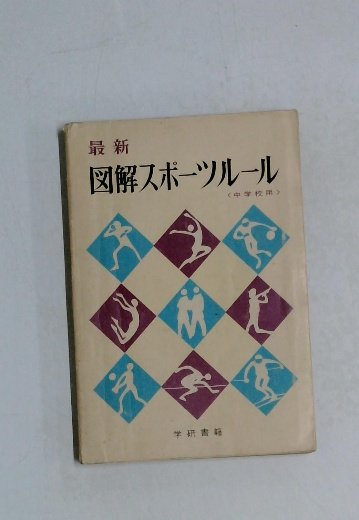 最新
図解スポーツルール
〈中学校用〉
学研書籍